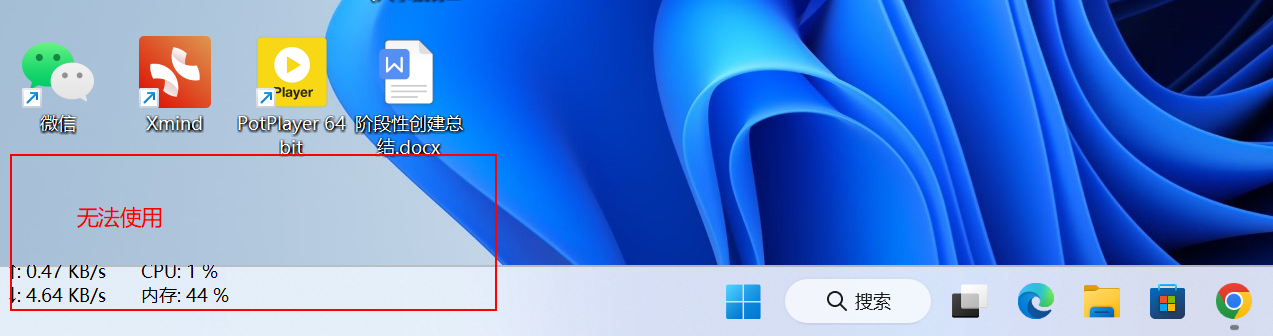 微信
Xmind
Player
PotPlayer 64
bit
阶段性创建总
结.docx
无法使用
↑: 0.47 KB/s CPU: 1 %
↓: 4.64 KB/s 内存: 44 %
搜索